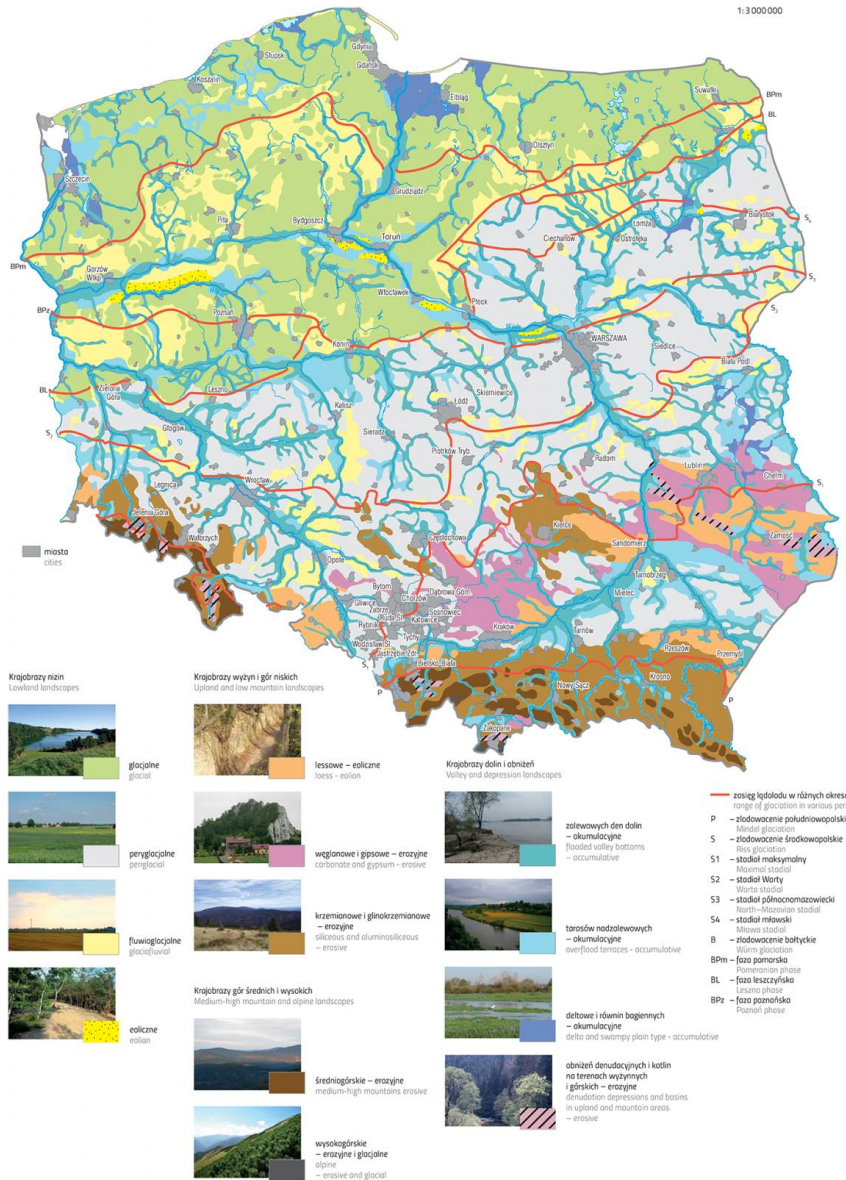 1:3 000 000
Słupsk
Gdynia
Gdańsk
Koszalin
Elbląg
Suwałki
BPm
BL
Olsztyn
Szczecin
Grudziądz
Białystok
S4
Piła
Bydgoszcz
Toruń
Łomża
Ciechanów
Ostrołęka
BPm
Gorzów
Wlkp.
S3
S2
Włocławek
Płock
BPz
Poznań
WARSZAWA
Konin
Siedlce
Biała Podl.
BL
Zielona
Góra
Leszno
Kalisz
Skierniewice
Łódź
S2
Głogów
Sieradz
Piotrków Tryb.
Radom
Lublin
Legnica
Wrocław
Chełm
S1
Jelenia Góra
Wałbrzych
Kielce
Częstochowa
Sandomierz
Zamość
miasta
cities
Opole
Tarnobrzeg
Bytom
Chorzów
Dąbrowa Górn.
Mielec
Gliwice
Zabrze
Sosnowiec
Ruda Śl.
Katowice
Kraków
Rybnik
Tychy
Tarnów
Wodzisław Śl.
Rzeszów
Jastrzębie Zdr.
Przemyśl
S1
Bielsko-Biała
Krosno
P
Nowy Sącz
P
Zakopane
Krajobrazy nizin
Lowland landscapes
glacjalne
glacial
peryglacjalne
periglacial
fluwioglacjalne
glaciofluvial
eoliczne
eolian
Krajobrazy wyżyn i gór niskich
Upland and low mountain landscapes
lessowe – eoliczne
loess - eolian
węglanowe i gipsowe – erozyjne
carbonate and gypsum - erosive
krzemianowe i glinokrzemianowe
– erozyjne
siliceous and aluminosiliceous
– erosive
Krajobrazy gór średnich i wysokich
Medium-high mountain and alpine landscapes
średniogórskie – erozyjne
medium-high mountains erosive
wysokogórskie
– erozyjne i glacjalne
alpine
– erosive and glacial
Krajobrazy dolin i obniżeń
Valley and depression landscapes
zalewowych den dolin
– akumulacyjne
flooded valley bottoms
– accumulative
tarasów nadzalewowych
– akumulacyjne
overflood terraces - accumulative
deltowe i równin bagiennych
– akumulacyjne
delta and swampy plain type - accumulative
obniżeń denudacyjnych i kotlin
na terenach wyżynnych
i górskich – erozyjne
denudation depressions and basins
in upland and mountain areas
– erosive
zasięg lądolodu w różnych okreso
range of glaciation in various per
P – zlodowacenie południowopolski
Mindel glaciation
S – zlodowacenie środkowopolskie
Riss glaciation
S1 – stadiał maksymalny
Maximal stadial
S2 – stadiał Warty
Warta stadial
S3 – stadiał północnomazowiecki
North–Mazovian stadial
S4 – stadiał mławski
Mława stadial
B – zlodowacenie bałtyckie
Würm glaciation
BPm – faza pomorska
Pomeranian phase
BL – faza leszczyńska
Leszno phase
BPz – faza poznańska
Poznań phase